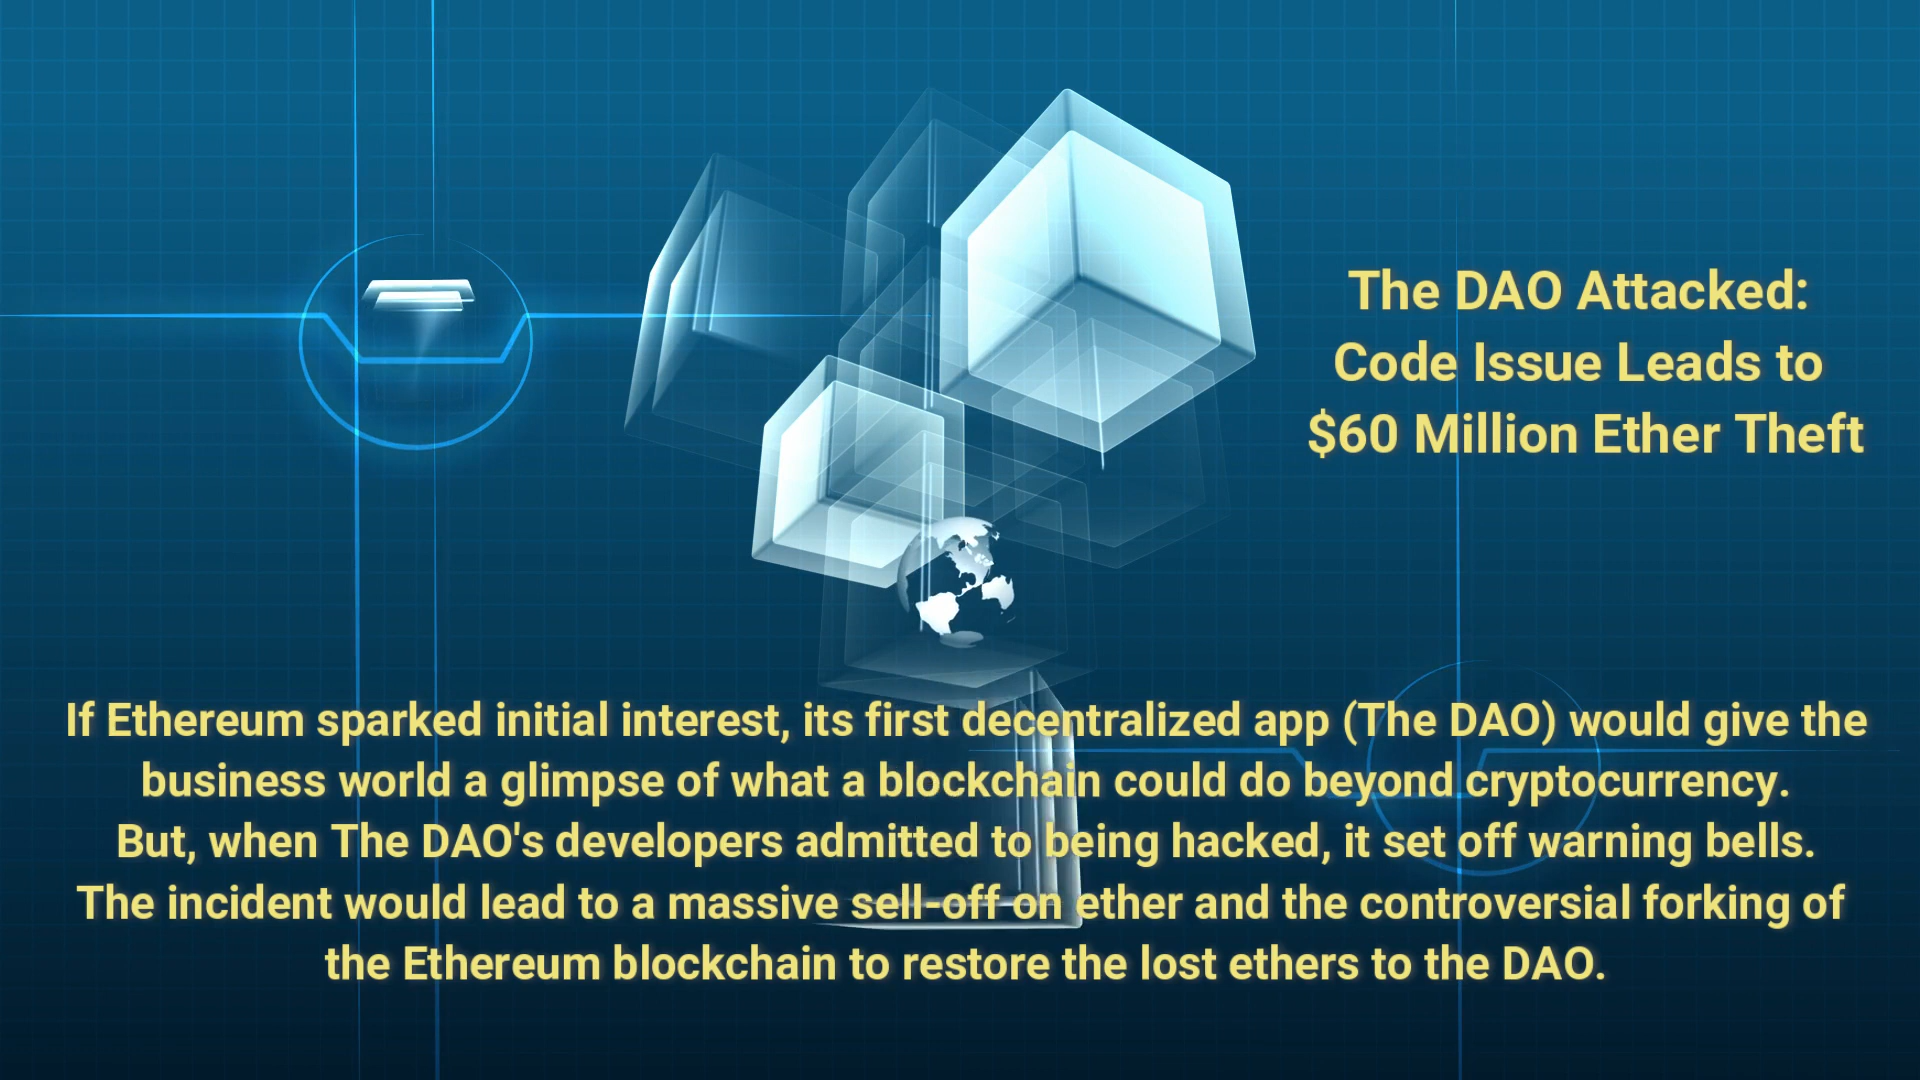 The DAO Attacked:
Code Issue Leads to
$60 Million Ether Theft
If Ethereum sparked initial interest, its first decentralized app (The DAO) would give the
business world a glimpse of what a blockchain could do beyond cryptocurrency.
But, when The DAO's developers admitted to being hacked, it set off warning bells.
The incident would lead to a massive sell-off on ether and the controversial forking of
the Ethereum blockchain to restore the lost ethers to the DAO.